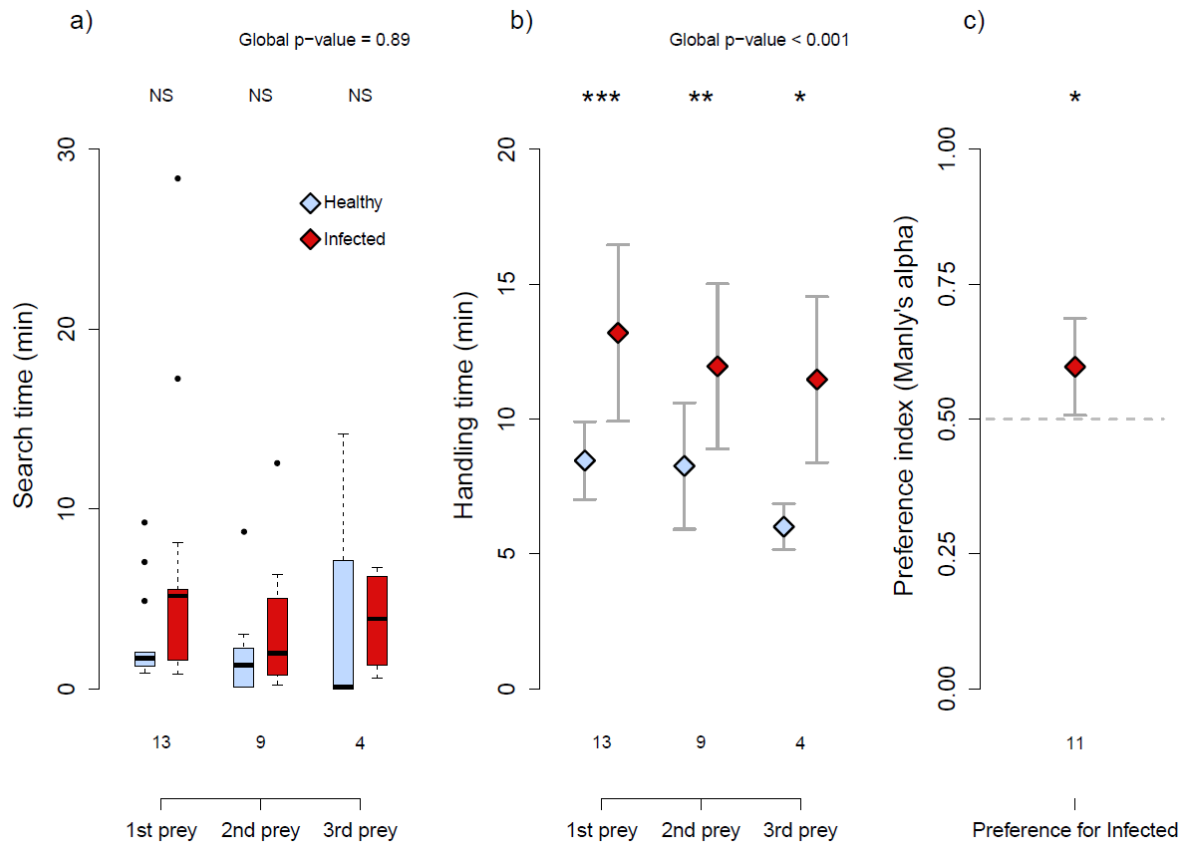 a)
Global p−value = 0.89
NS NS NS
Search time (min)
30
20
10
0
Healthy
Infected
13 9 4
1st prey 2nd prey 3rd prey
b)
Global p−value < 0.001
*** ** *
Handling time (min)
20
15
10
5
0
13 9 4
1st prey 2nd prey 3rd prey
c)
*
Preference index (Manly's alpha)
1.00
0.75
0.50
0.25
0.00
11
Preference for Infected